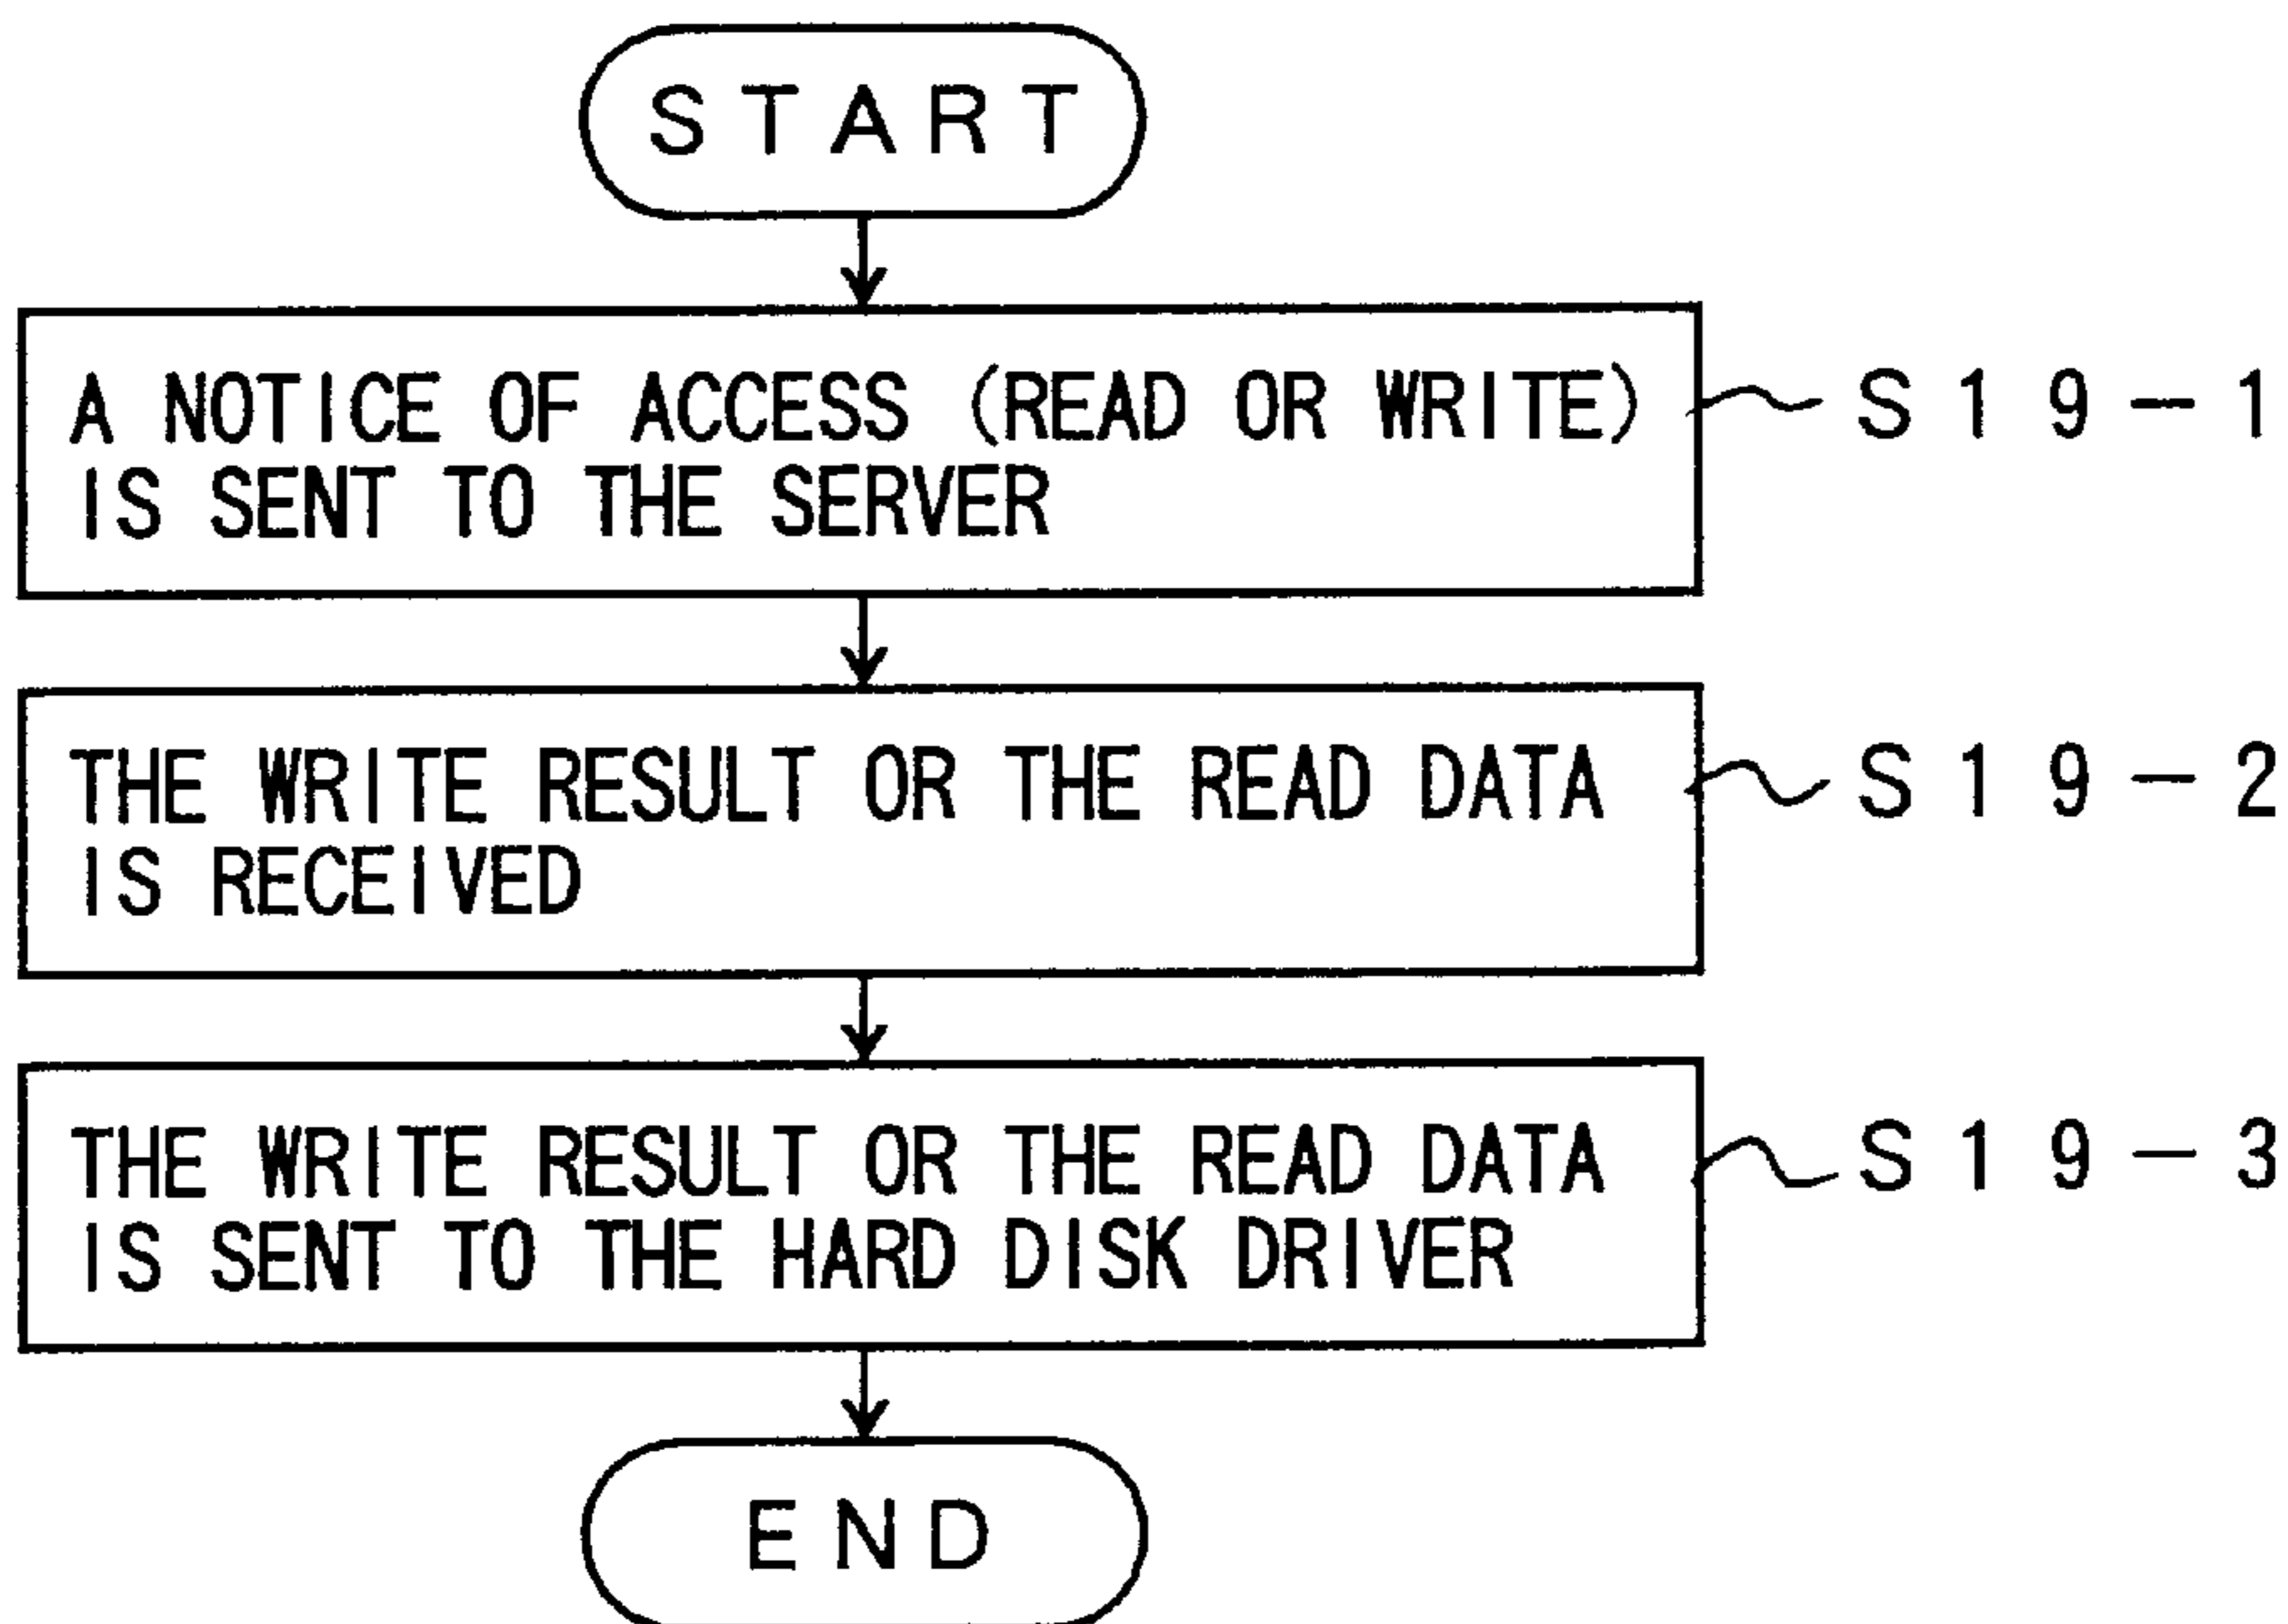 START
A NOTICE OF ACCESS (READ OR WRITE)
IS SENT TO THE SERVER
S19-1
THE WRITE RESULT OR THE READ DATA
IS RECEIVED
S19-2
THE WRITE RESULT OR THE READ DATA
IS SENT TO THE HARD DISK DRIVER
S19-3
END